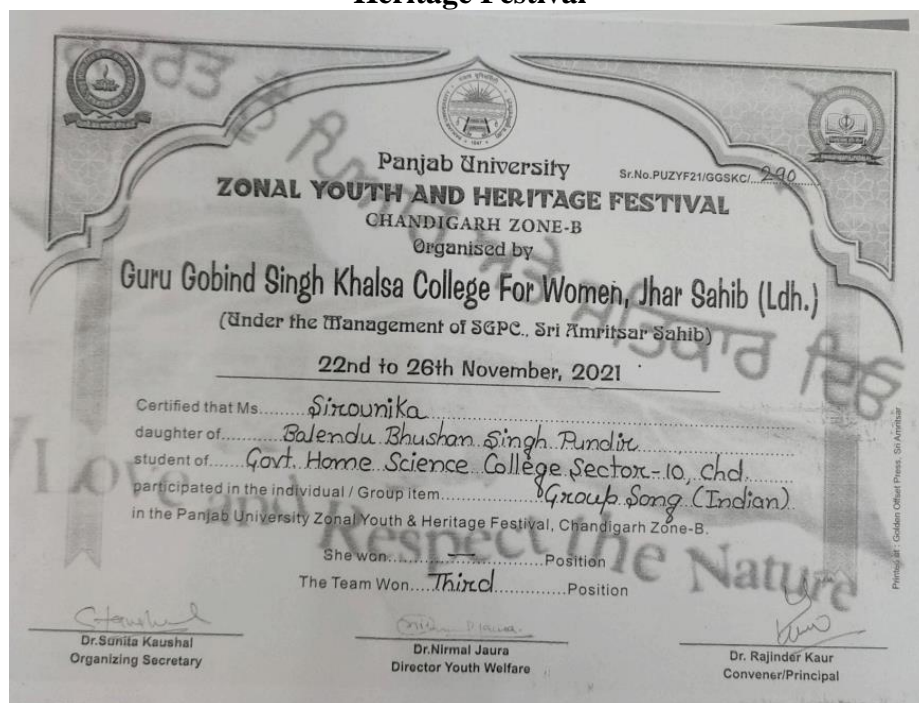 Heritage Festival
Panjab University
Sr.No.PUZYF21/GGSKC/...290
ZONAL YOUTH AND HERITAGE FESTIVAL
CHANDIGARH ZONE-B
Organised by
Guru Gobind Singh Khalsa College For Women, Jhar Sahib (Ldh.)
(Under the Management of SGPC., Sri Amritsar Sahib)
22nd to 26th November, 2021
Certified that Ms.......Sirounika
daughter of.........Balendu Bhushan Singh Pundir
student of.....Govt. Home Science College Sector-10, Chd.
participated in the individual / Group item.............Group Song (Indian)
in the Panjab University Zonal Youth & Heritage Festival, Chandigarh Zone-B.
She won........—........Position
The Team Won....Third........Position
Love
Respect the Nature
Dr.Sunita Kaushal
Organizing Secretary
Dr.Nirmal Jaura
Director Youth Welfare
Dr. Rajinder Kaur
Convener/Principal
Printed at : Golden Offset Press, Sri Amritsar